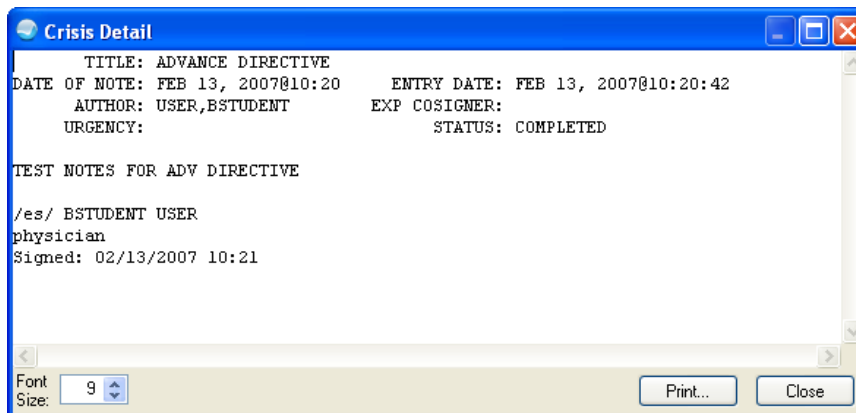 Crisis Detail
TITLE: ADVANCE DIRECTIVE
DATE OF NOTE: FEB 13, 2007@10:20 ENTRY DATE: FEB 13, 2007@10:20:42
AUTHOR: USER,BSTUDENT EXP COSIGNER:
URGENCY: STATUS: COMPLETED
TEST NOTES FOR ADV DIRECTIVE
/es/ BSTUDENT USER
physician
Signed: 02/13/2007 10:21
Font
Size: 9 Print... Close